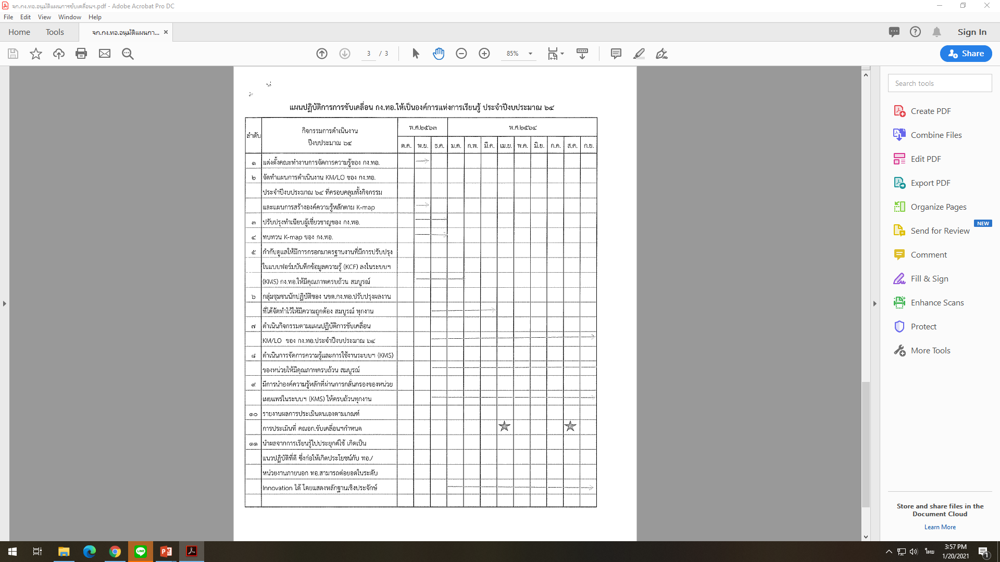 จก.กง.ทอ.อนุมัติแผนการขับเคลื่อนฯ.pdf - Adobe Acrobat Pro DC
File Edit View Window Help
Home Tools จก.กง.ทอ.อนุมัติแผนกา... × Sign In
3 / 3 85% Share
Search tools
Create PDF
Combine Files
Edit PDF
Export PDF
Organize Pages
NEW
Send for Review
Comment
Fill & Sign
Enhance Scans
Protect
More Tools
Store and share files in the
Document Cloud
Learn More
แผนปฏิบัติการการขับเคลื่อน กง.ทอ.ให้เป็นองค์การแห่งการเรียนรู้ ประจำปีงบประมาณ ๖๔
ลำดับ กิจกรรมการดำเนินงาน พ.ศ.๒๕๖๓ พ.ศ.๒๕๖๔
ปีงบประมาณ ๖๔ ต.ค. พ.ย. ธ.ค. ม.ค. ก.พ. มี.ค. เม.ย. พ.ค. มิ.ย. ก.ค. ส.ค. ก.ย.
๑ แต่งตั้งคณะทำงานการจัดการความรู้ของ กง.ทอ.
๒ จัดทำแผนการดำเนินงาน KM/LO ของ กง.ทอ.
ประจำปีงบประมาณ ๖๔ ที่ครอบคลุมทั้งกิจกรรม
และแผนการสร้างองค์ความรู้หลักตาม K-map
๓ ปรับปรุงทำเนียบผู้เชี่ยวชาญของ กง.ทอ.
๔ ทบทวน K-map ของ กง.ทอ.
๕ กำกับดูแลให้มีการกรอกมาตรฐานงานที่มีการปรับปรุง
ในแบบฟอร์มบันทึกข้อมูลความรู้ (KCF) ลงในระบบฯ
(KMS) กง.ทอ.ให้มีคุณภาพครบถ้วน สมบูรณ์
๖ กลุ่มชุมชนนักปฏิบัติของ นขต.กง.ทอ.ปรับปรุงผลงาน
ที่ได้จัดทำไว้ให้มีความถูกต้อง สมบูรณ์ ทุกงาน
๗ ดำเนินกิจกรรมตามแผนปฏิบัติการขับเคลื่อน
KM/LO ของ กง.ทอ.ประจำปีงบประมาณ ๖๔
๘ ดำเนินการจัดการความรู้และการใช้งานระบบฯ (KMS)
ของหน่วยให้มีคุณภาพครบถ้วน สมบูรณ์
๙ มีการนำองค์ความรู้หลักที่ผ่านการกลั่นกรองของหน่วย
เผยแพร่ในระบบฯ (KMS) ให้ครบถ้วนทุกงาน
๑๐ รายงานผลการประเมินตนเองตามเกณฑ์
การประเมินที่ คณอก.ขับเคลื่อนฯกำหนด
๑๑ นำผลจากการเรียนรู้ไปประยุกต์ใช้ เกิดเป็น
แนวปฏิบัติที่ดี ซึ่งก่อให้เกิดประโยชน์กับ ทอ./
หน่วยงานภายนอก ทอ.สามารถต่อยอดในระดับ
Innovation ได้ โดยแสดงหลักฐานเชิงประจักษ์
LINE
ไทย
3:57 PM
1/20/2021
1